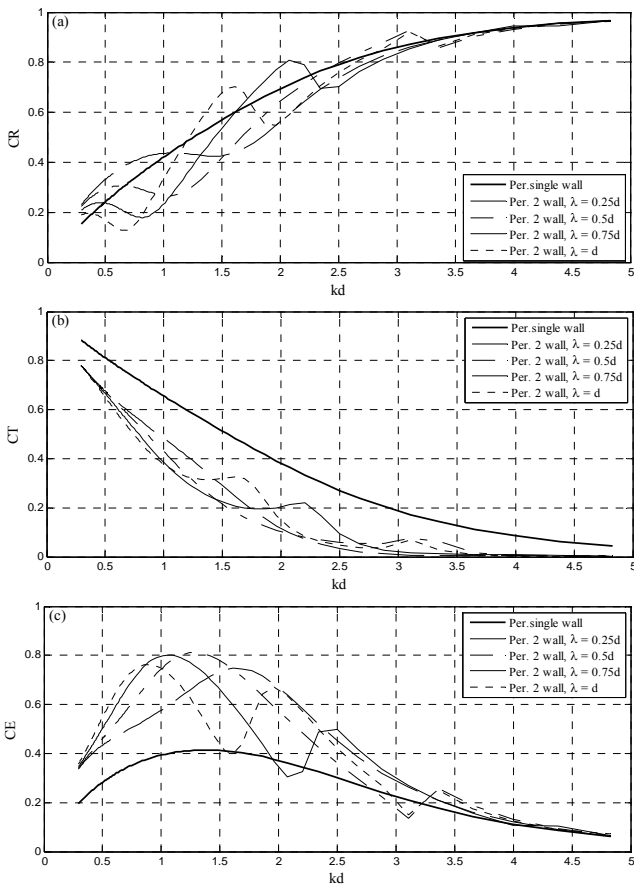 (a)
1
0.8
0.6
0.4
0.2
0
CR
Per.single wall
Per. 2 wall, λ = 0.25d
Per. 2 wall, λ = 0.5d
Per. 2 wall, λ = 0.75d
Per. 2 wall, λ = d
0 0.5 1 1.5 2 2.5 3 3.5 4 4.5 5
kd
(b)
1
0.8
0.6
0.4
0.2
0
CT
Per.single wall
Per. 2 wall, λ = 0.25d
Per. 2 wall, λ = 0.5d
Per. 2 wall, λ = 0.75d
Per. 2 wall, λ = d
0 0.5 1 1.5 2 2.5 3 3.5 4 4.5 5
kd
(c)
1
0.8
0.6
0.4
0.2
0
CE
Per.single wall
Per. 2 wall, λ = 0.25d
Per. 2 wall, λ = 0.5d
Per. 2 wall, λ = 0.75d
Per. 2 wall, λ = d
0 0.5 1 1.5 2 2.5 3 3.5 4 4.5 5
kd